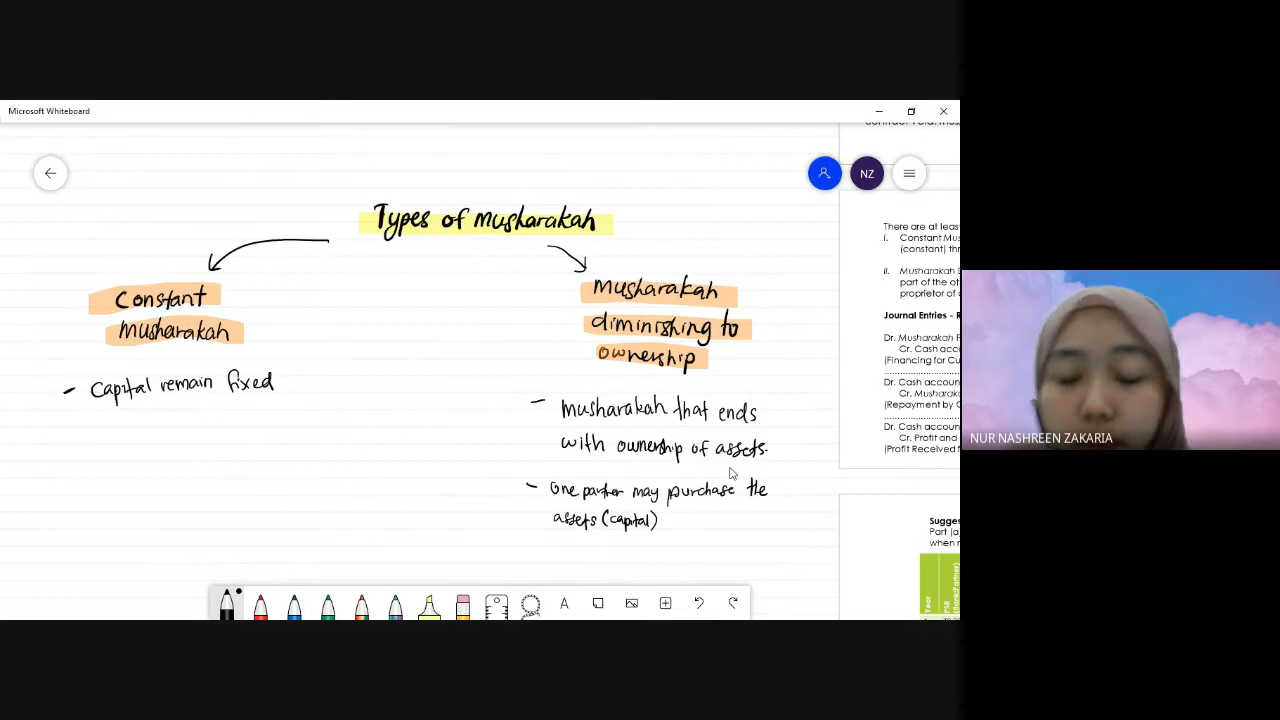 Microsoft Whiteboard
NZ
Types of Musharakah
Constant
Musharakah
- Capital remain fixed
Musharakah
diminishing to
ownership
- Musharakah that ends
with ownership of assets.
- One partner may purchase the
assets (capital)
There are at leas
i. Constant Mus
(constant) thr
ii. Musharakah
part of the ot
proprietor of
Journal Entries - R
Dr. Musharakah F
Cr. Cash acco
(Financing for Cu
Dr. Cash accoun
Cr. Musharak
(Repayment by C
Dr. Cash accoun
Cr. Profit and
(Profit Received f
Sugges
Part (a)
when
Year
PSR
(Bank:Partner)
A
NUR NASHREEN ZAKARIA